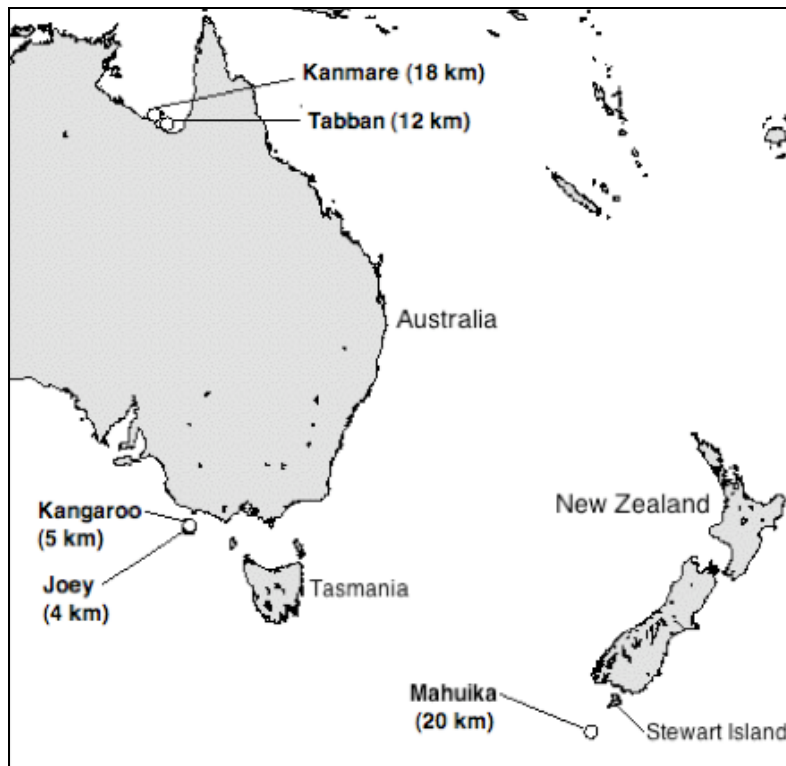 Kanmare (18 km)
Tabban (12 km)
Australia
Kangaroo
(5 km)
New Zealand
Joey
(4 km)
Tasmania
Mahuika
(20 km)
Stewart Island